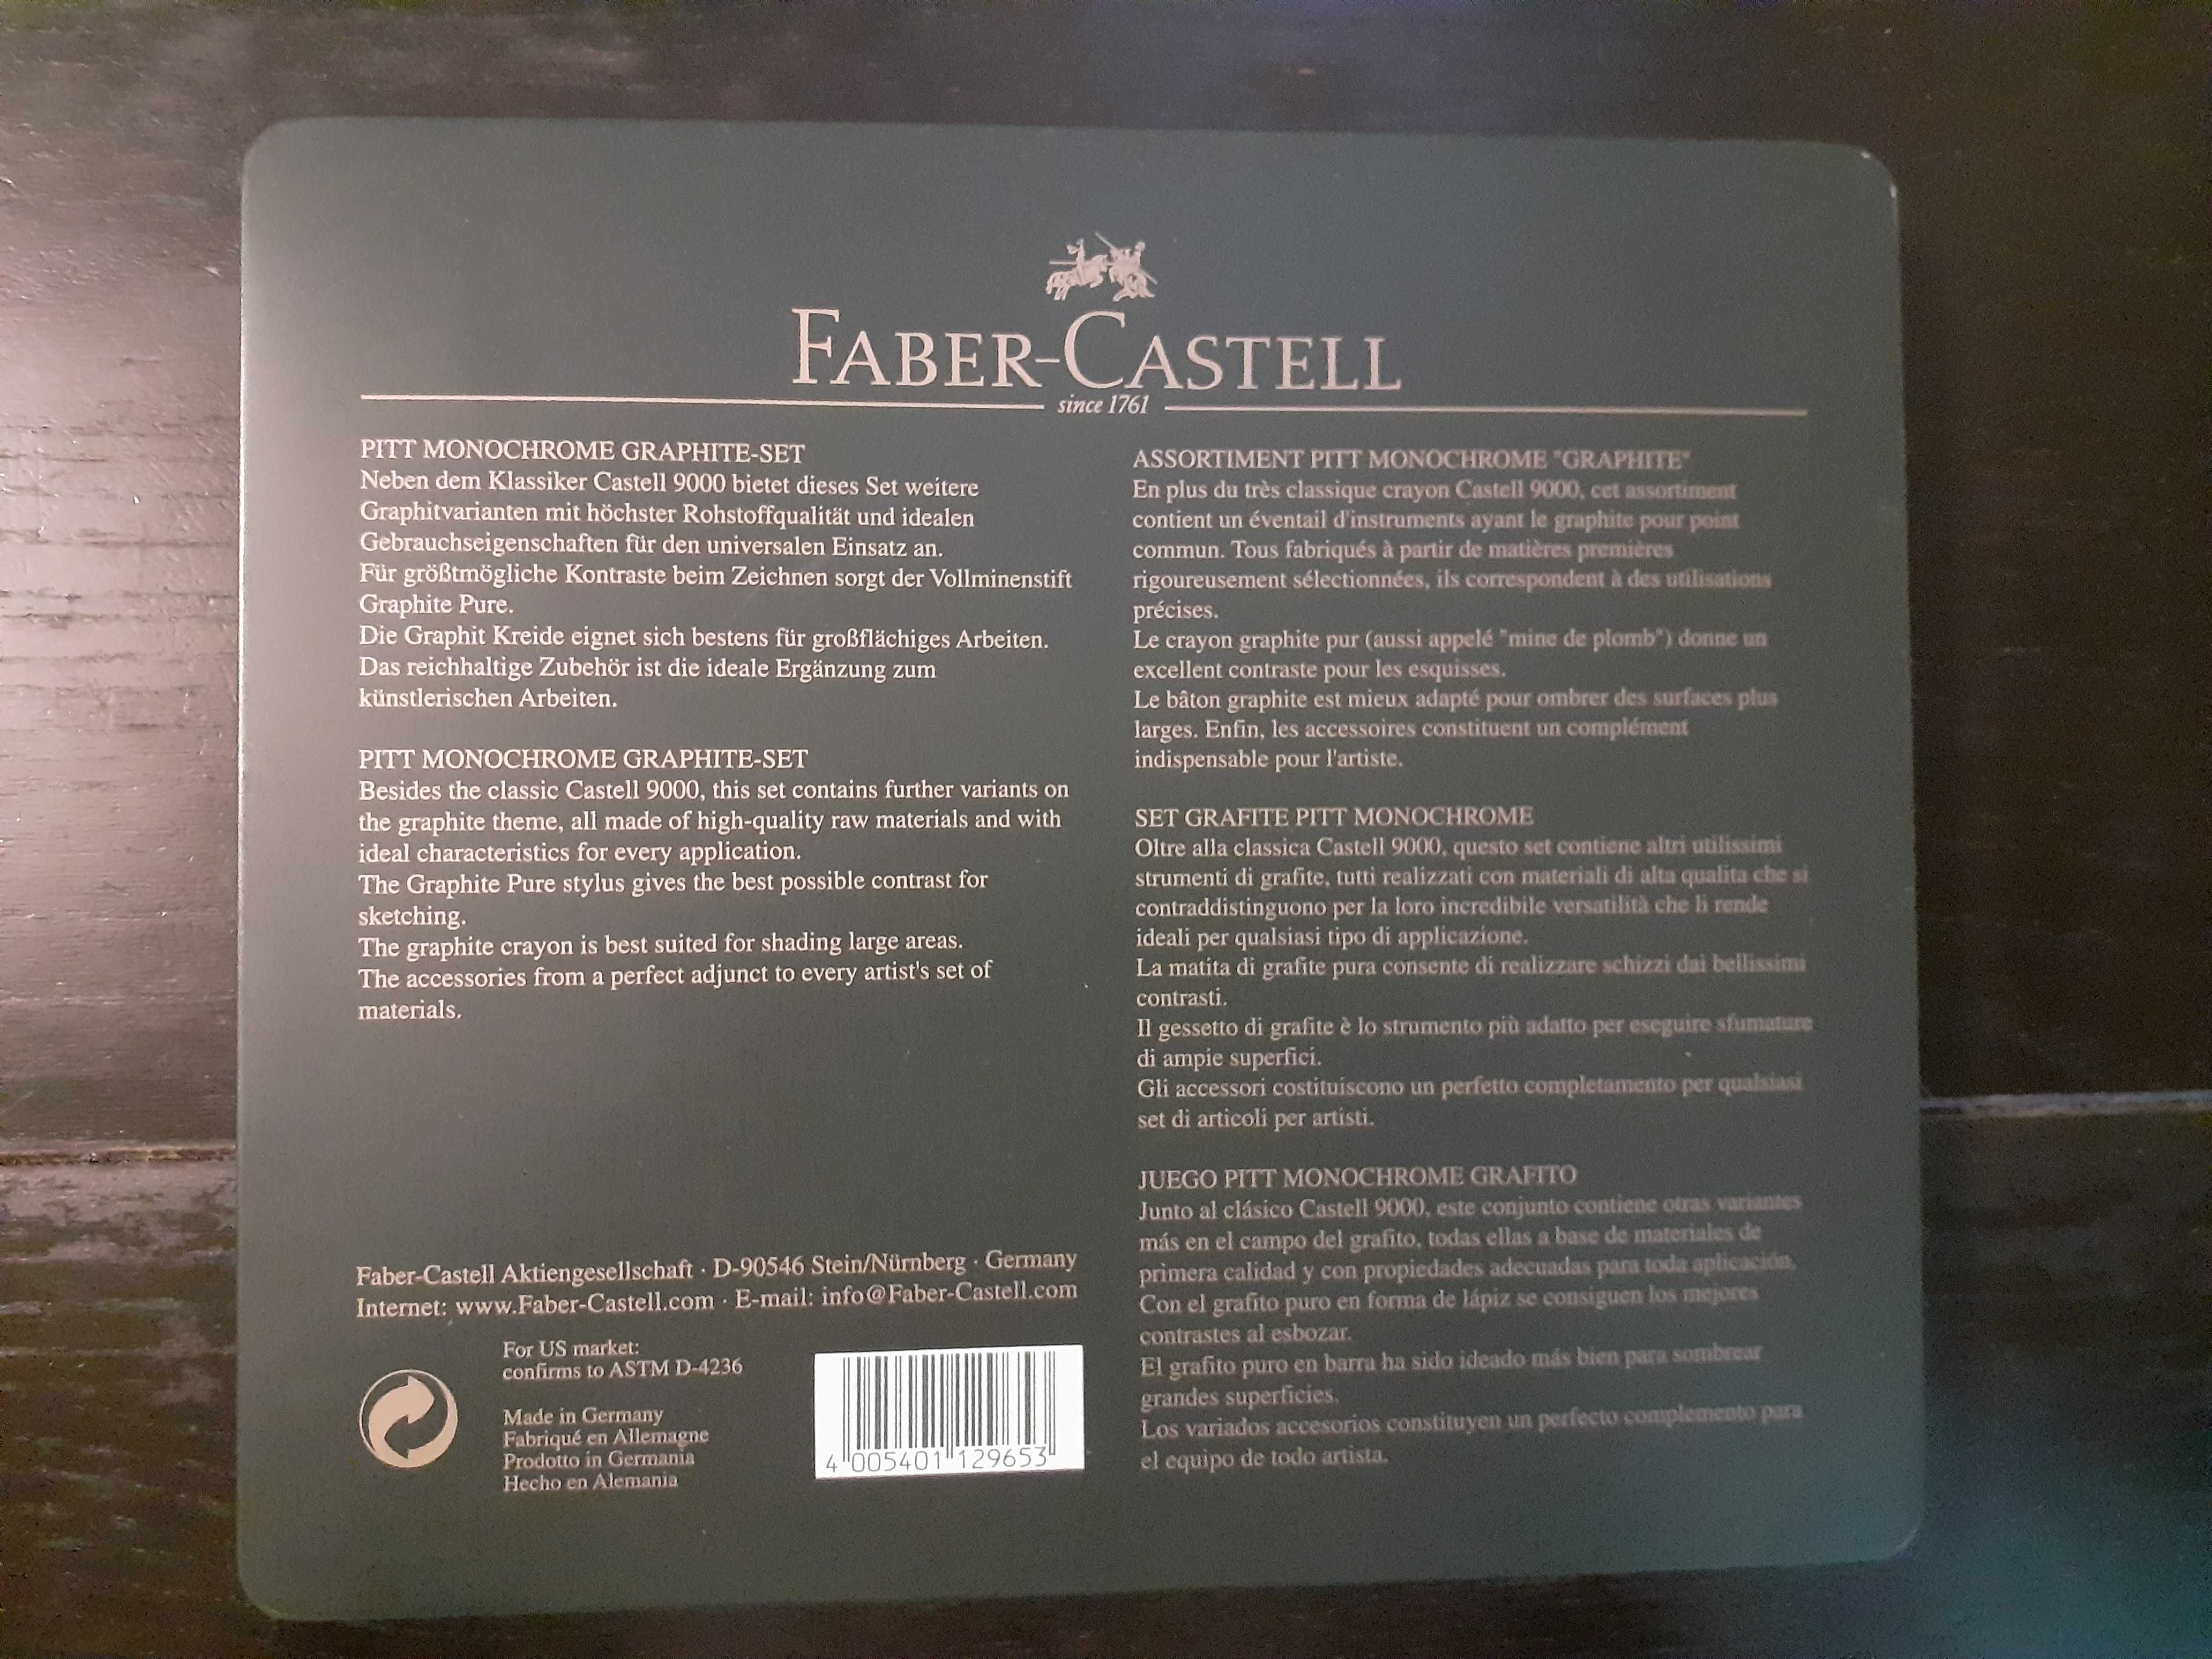 FABER-CASTELL
since 1761
PITT MONOCHROME GRAPHITE-SET
Neben dem Klassiker Castell 9000 bietet dieses Set weitere
Graphitvarianten mit höchster Rohstoffqualität und idealen
Gebrauchseigenschaften für den universalen Einsatz an.
Für größtmögliche Kontraste beim Zeichnen sorgt der Vollminenstift
Graphite Pure.
Die Graphit Kreide eignet sich bestens für großflächiges Arbeiten.
Das reichhaltige Zubehör ist die ideale Ergänzung zum
künstlerischen Arbeiten.
PITT MONOCHROME GRAPHITE-SET
Besides the classic Castell 9000, this set contains further variants on
the graphite theme, all made of high-quality raw materials and with
ideal characteristics for every application.
The Graphite Pure stylus gives the best possible contrast for
sketching.
The graphite crayon is best suited for shading large areas.
The accessories from a perfect adjunct to every artist's set of
materials.
Faber-Castell Aktiengesellschaft · D-90546 Stein/Nürnberg · Germany
Internet: www.Faber-Castell.com · E-mail: info@Faber-Castell.com
For US market:
confirms to ASTM D-4236
Made in Germany
Fabriqué en Allemagne
Prodotto in Germania
Hecho en Alemania
4 005401 129653
ASSORTIMENT PITT MONOCHROME "GRAPHITE"
En plus du très classique crayon Castell 9000, cet assortiment
contient un éventail d'instruments ayant le graphite pour point
commun. Tous fabriqués à partir de matières premières
rigoureusement sélectionnées, ils correspondent à des utilisations
précises.
Le crayon graphite pur (aussi appelé "mine de plomb") donne un
excellent contraste pour les esquisses.
Le bâton graphite est mieux adapté pour ombrer des surfaces plus
larges. Enfin, les accessoires constituent un complément
indispensable pour l'artiste.
SET GRAFITE PITT MONOCHROME
Oltre alla classica Castell 9000, questo set contiene altri utilissimi
strumenti di grafite, tutti realizzati con materiali di alta qualita che si
contraddistinguono per la loro incredibile versatilità che li rende
ideali per qualsiasi tipo di applicazione.
La matita di grafite pura consente di realizzare schizzi dai bellissimi
contrasti.
Il gessetto di grafite è lo strumento più adatto per eseguire sfumature
di ampie superfici.
Gli accessori costituiscono un perfetto completamento per qualsiasi
set di articoli per artisti.
JUEGO PITT MONOCHROME GRAFITO
Junto al clásico Castell 9000, este conjunto contiene otras variantes
más en el campo del grafito, todas ellas a base de materiales de
primera calidad y con propiedades adecuadas para toda aplicación.
Con el grafito puro en forma de lápiz se consiguen los mejores
contrastes al esbozar.
El grafito puro en barra ha sido ideado más bien para sombrear
grandes superficies.
Los variados accesorios constituyen un perfecto complemento para
el equipo de todo artista.